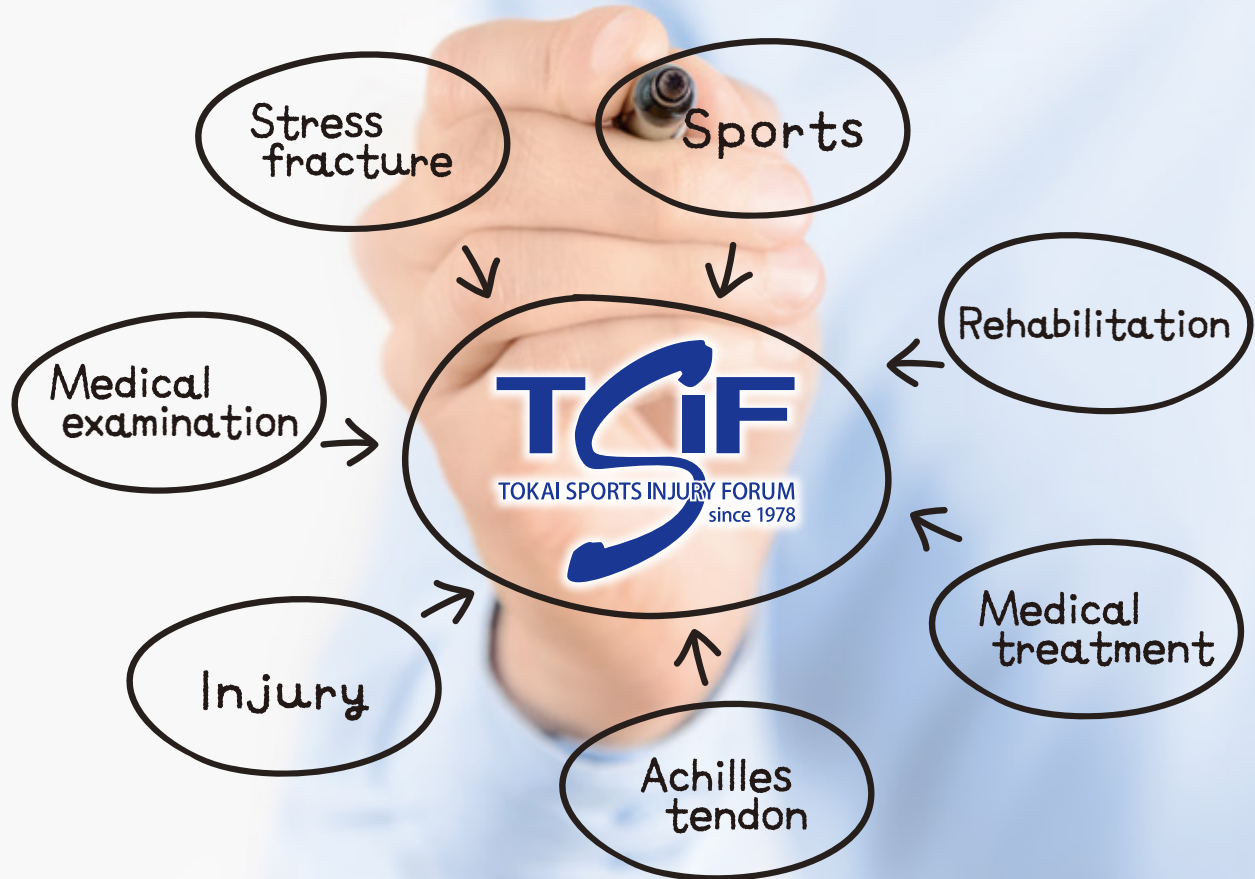 Stress
fracture
Sports
Rehabilitation
Medical
examination
TSiF
TOKAI SPORTS INJURY FORUM
since 1978
Medical
treatment
Injury
Achilles
tendon